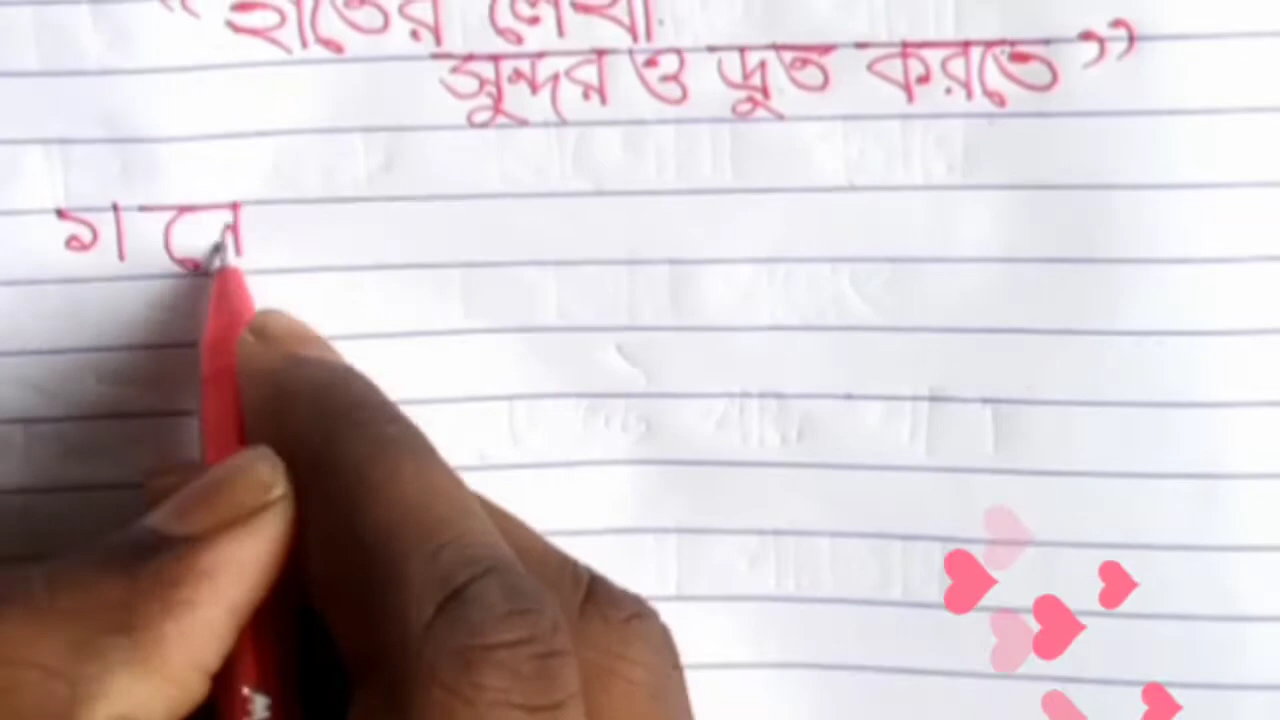 “ হাতের লেখা
সুন্দর ও দ্রুত করতে ”
১।